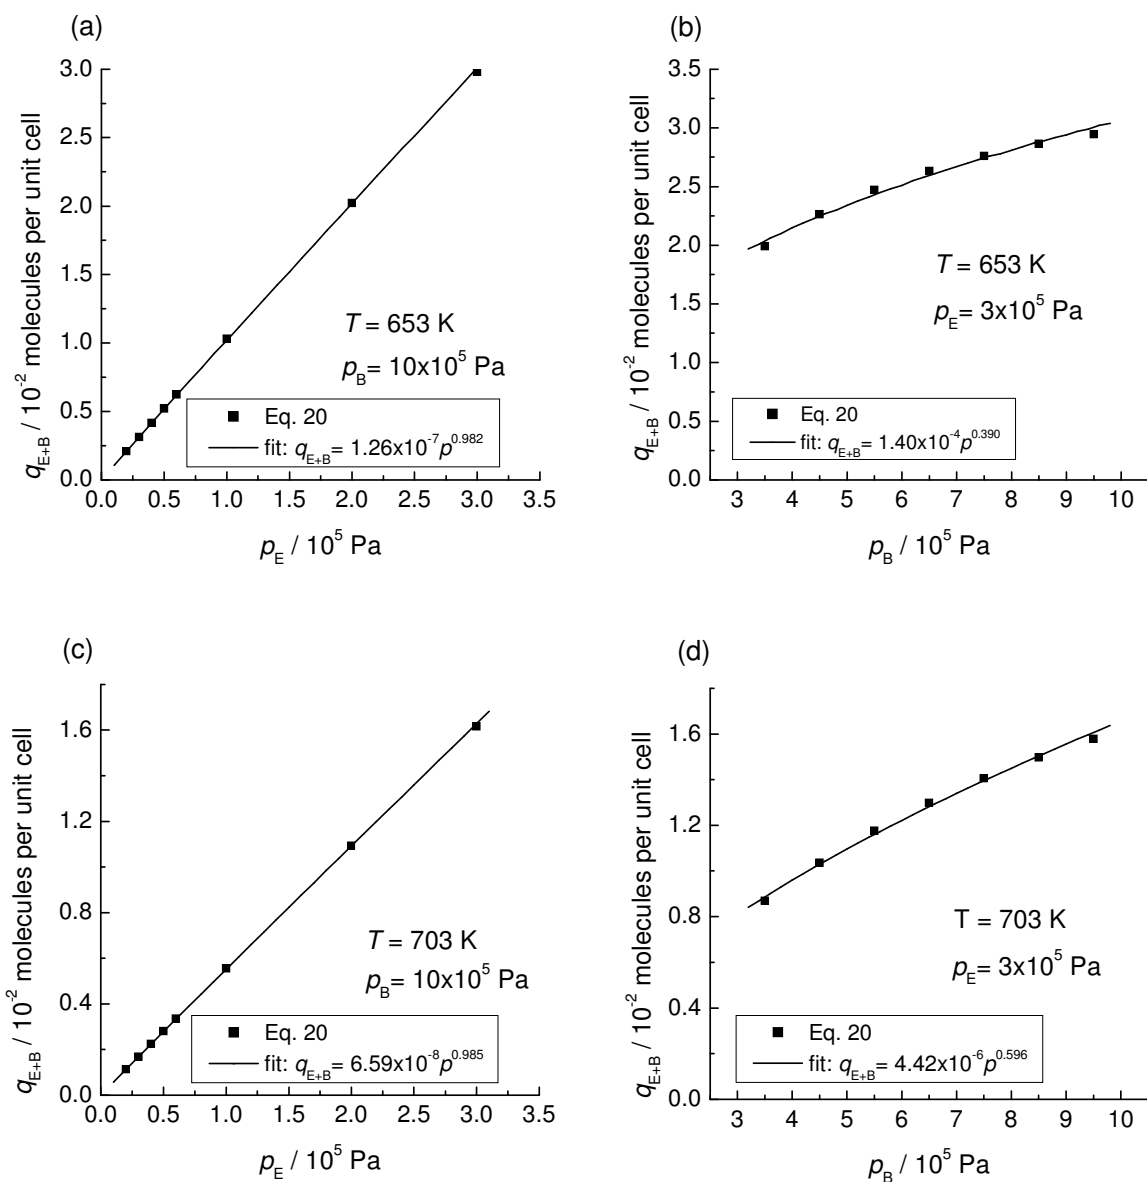 (a)
3.0
2.5
2.0
1.5
1.0
0.5
0.0
q_E+B / 10^-2 molecules per unit cell
T = 653 K
p_B = 10x10^5 Pa
Eq. 20
fit: q_E+B = 1.26x10^-7 p^0.982
0.0 0.5 1.0 1.5 2.0 2.5 3.0 3.5
p_E / 10^5 Pa
(b)
3.5
3.0
2.5
2.0
1.5
1.0
0.5
0.0
q_E+B / 10^-2 molecules per unit cell
T = 653 K
p_E = 3x10^5 Pa
Eq. 20
fit: q_E+B = 1.40x10^-4 p^0.390
3 4 5 6 7 8 9 10
p_B / 10^5 Pa
(c)
1.6
1.2
0.8
0.4
0.0
q_E+B / 10^-2 molecules per unit cell
T = 703 K
p_B = 10x10^5 Pa
Eq. 20
fit: q_E+B = 6.59x10^-8 p^0.985
0.0 0.5 1.0 1.5 2.0 2.5 3.0 3.5
p_E / 10^5 Pa
(d)
1.6
1.2
0.8
0.4
0.0
q_E+B / 10^-2 molecules per unit cell
T = 703 K
p_E = 3x10^5 Pa
Eq. 20
fit: q_E+B = 4.42x10^-6 p^0.596
3 4 5 6 7 8 9 10
p_B / 10^5 Pa